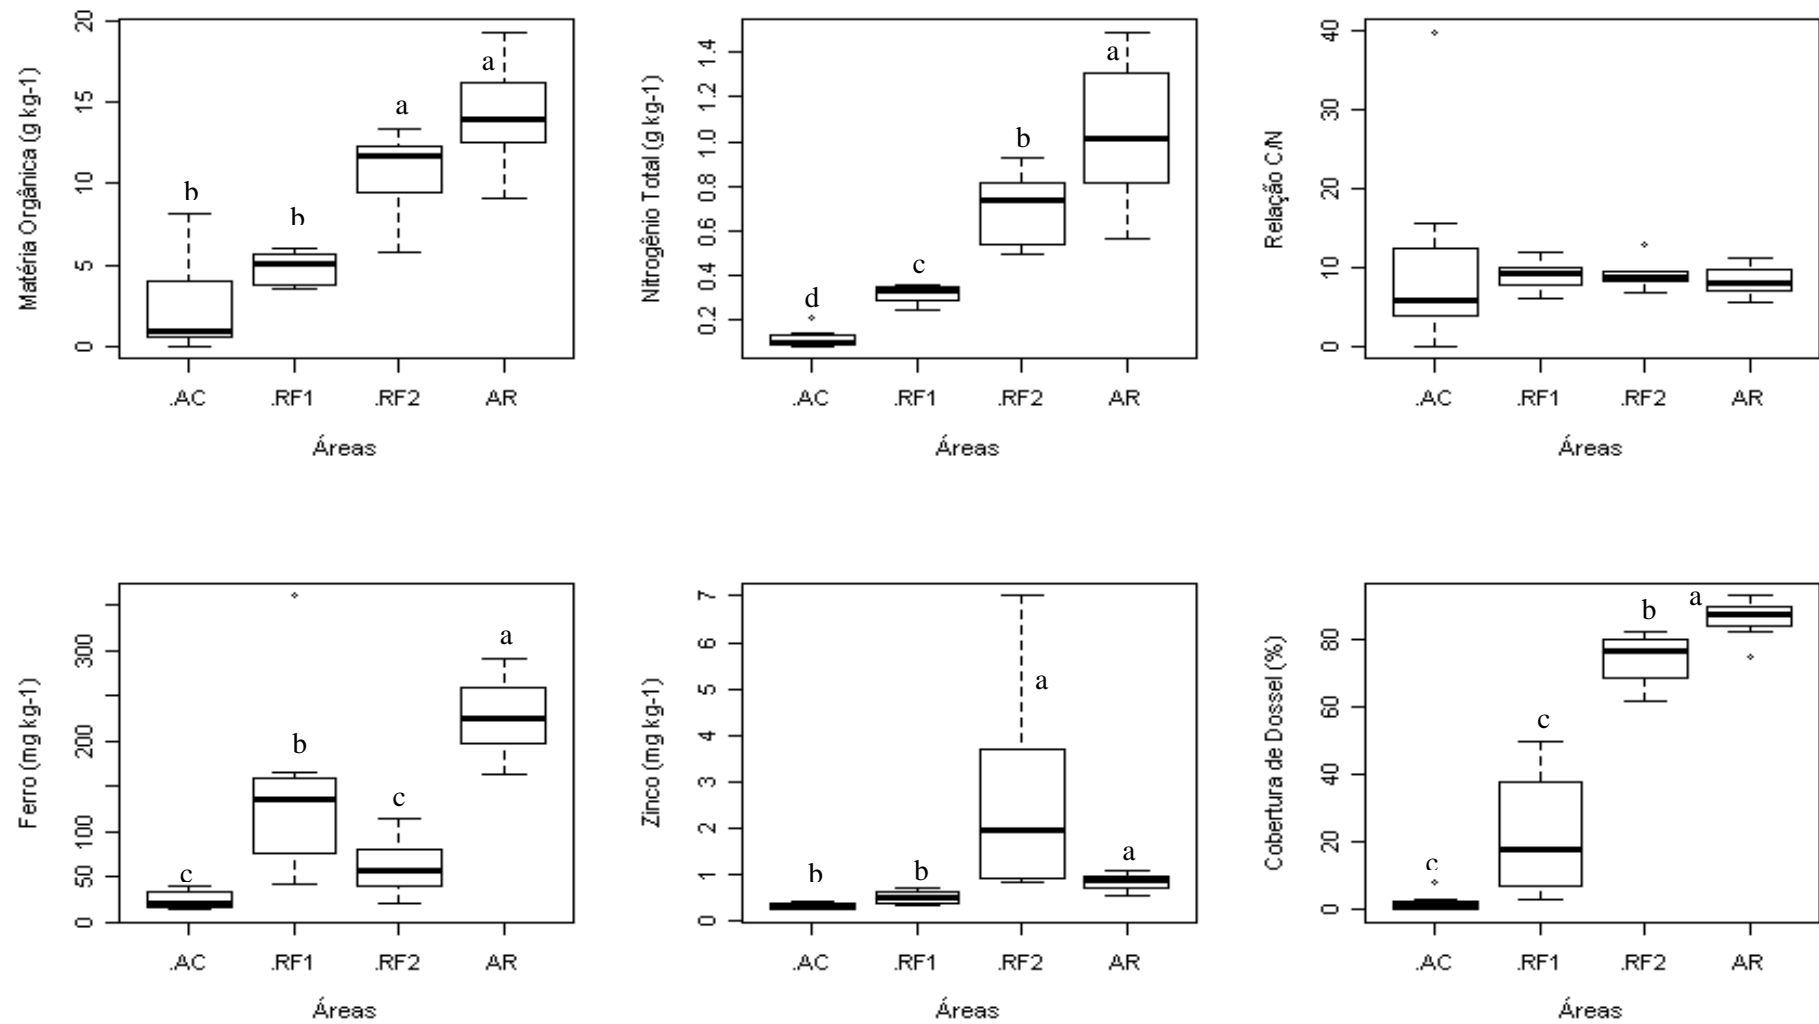 Matéria Orgânica (g kg-1)
0 5 10 15 20
b b a a
.AC .RF1 .RF2 AR
Áreas
Nitrogênio Total (g kg-1)
0.2 0.4 0.6 0.8 1.0 1.2 1.4
d c b a
.AC .RF1 .RF2 AR
Relação C/N
0 10 20 30 40
.AC .RF1 .RF2 AR
Áreas
Ferro (mg kg-1)
0 50 100 200 300
c b c a
.AC .RF1 .RF2 AR
Áreas
Zinco (mg kg-1)
0 1 2 3 4 5 6 7
b b a a
.AC .RF1 .RF2 AR
Áreas
Cobertura de Dossel (%)
0 20 40 60 80
c c b a
.AC .RF1 .RF2 AR
Áreas